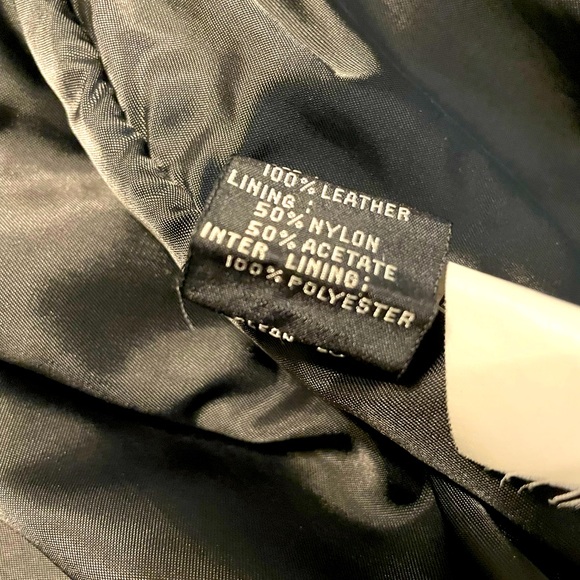 100% LEATHER
LINING :
50% NYLON
50% ACETATE
INTER LINING;
100% POLYESTER